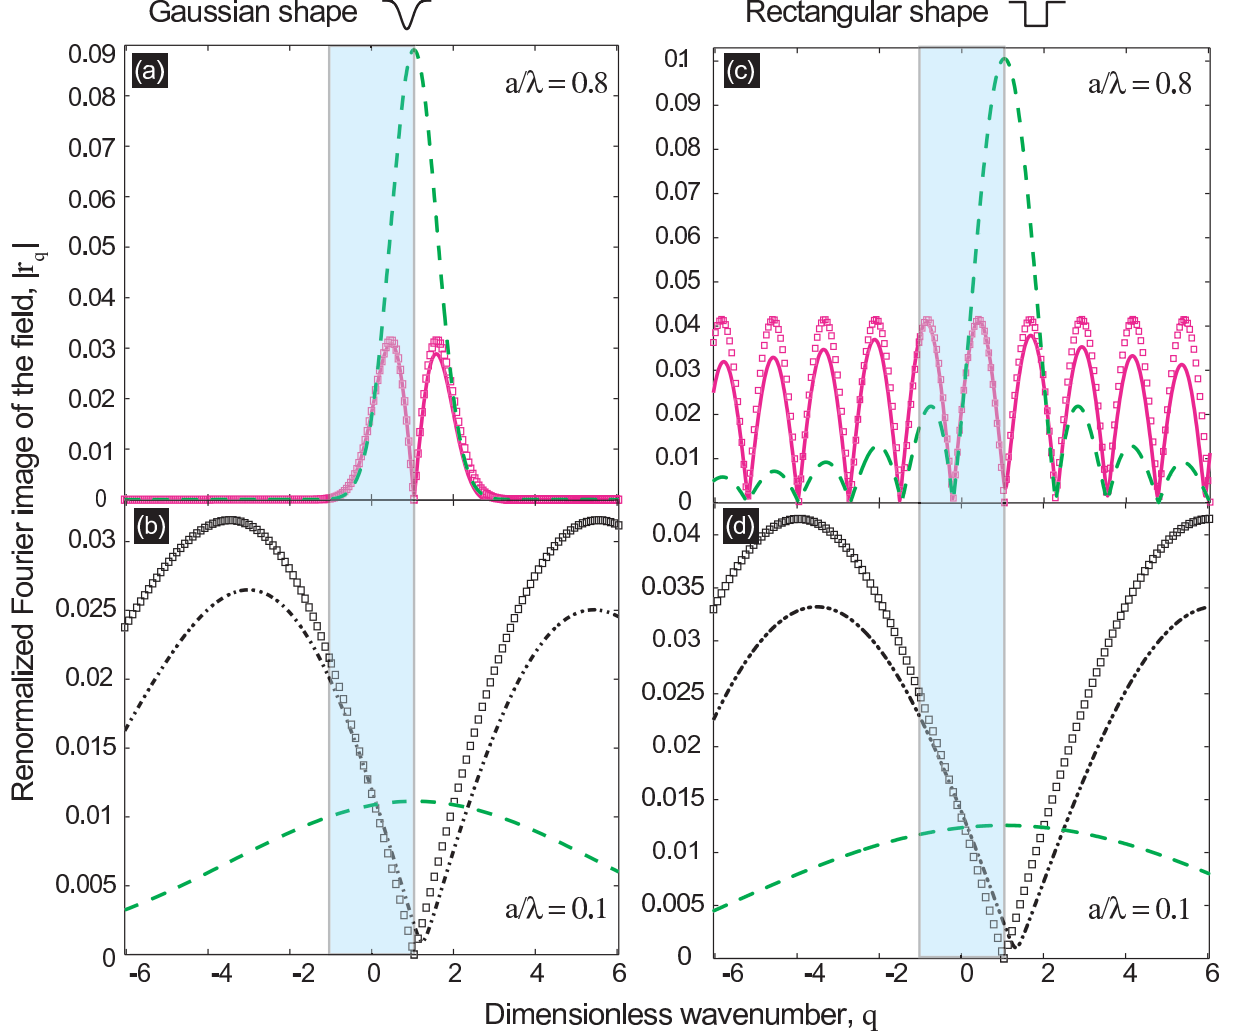 Gaussian shape
Rectangular shape
Renormalized Fourier image of the field, |r_q|
(a)
a/λ = 0.8
0.09
0.08
0.07
0.06
0.05
0.04
0.03
0.02
0.01
0
(c)
a/λ = 0.8
01
0.09
0.08
0.07
0.06
0.05
0.04
0.03
0.02
0.01
0
(b)
a/λ = 0.1
0.03
0.025
0.02
0.015
0.01
0.005
0
-6 -4 -2 0 2 4 6
(d)
a/λ = 0.1
0.04
0.035
0.03
0.025
0.02
0.015
0.01
0.005
0
-6 -4 -2 0 2 4 6
Dimensionless wavenumber, q